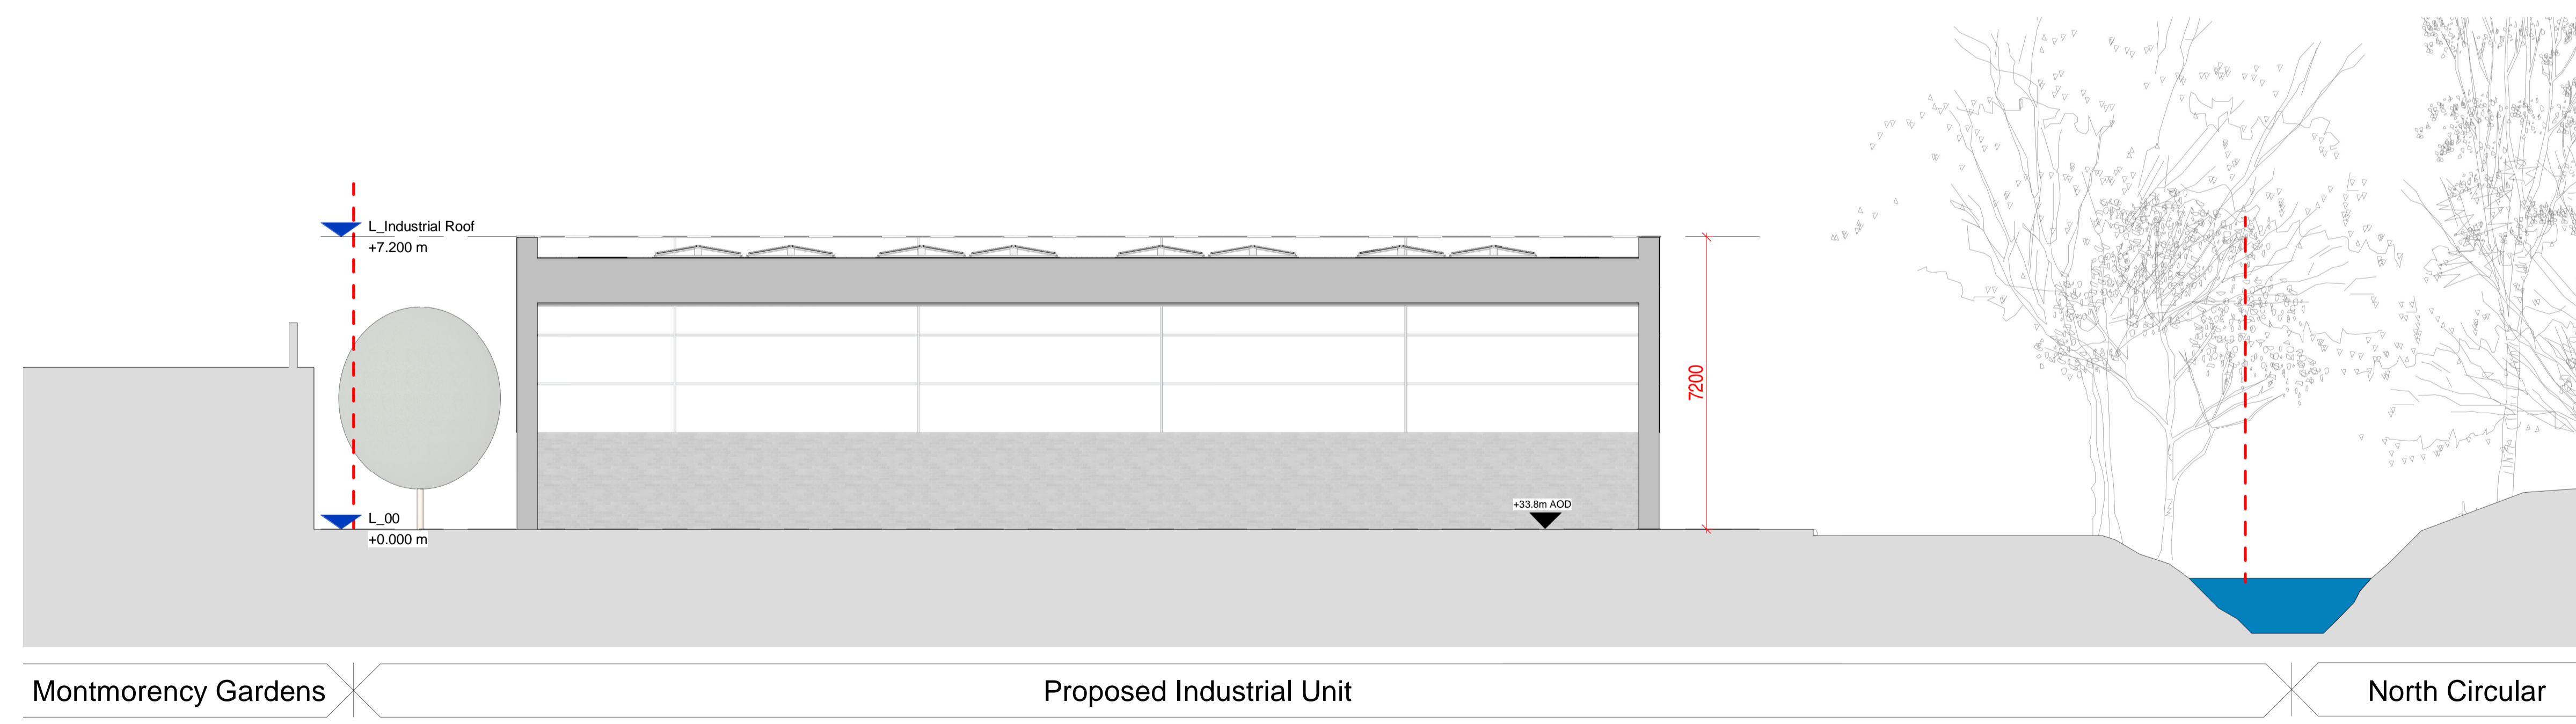 L_Industrial Roof
+7.200 m
7200
+33.8m AOD
L_00
+0.000 m
Montmorency Gardens
Proposed Industrial Unit
North Circular